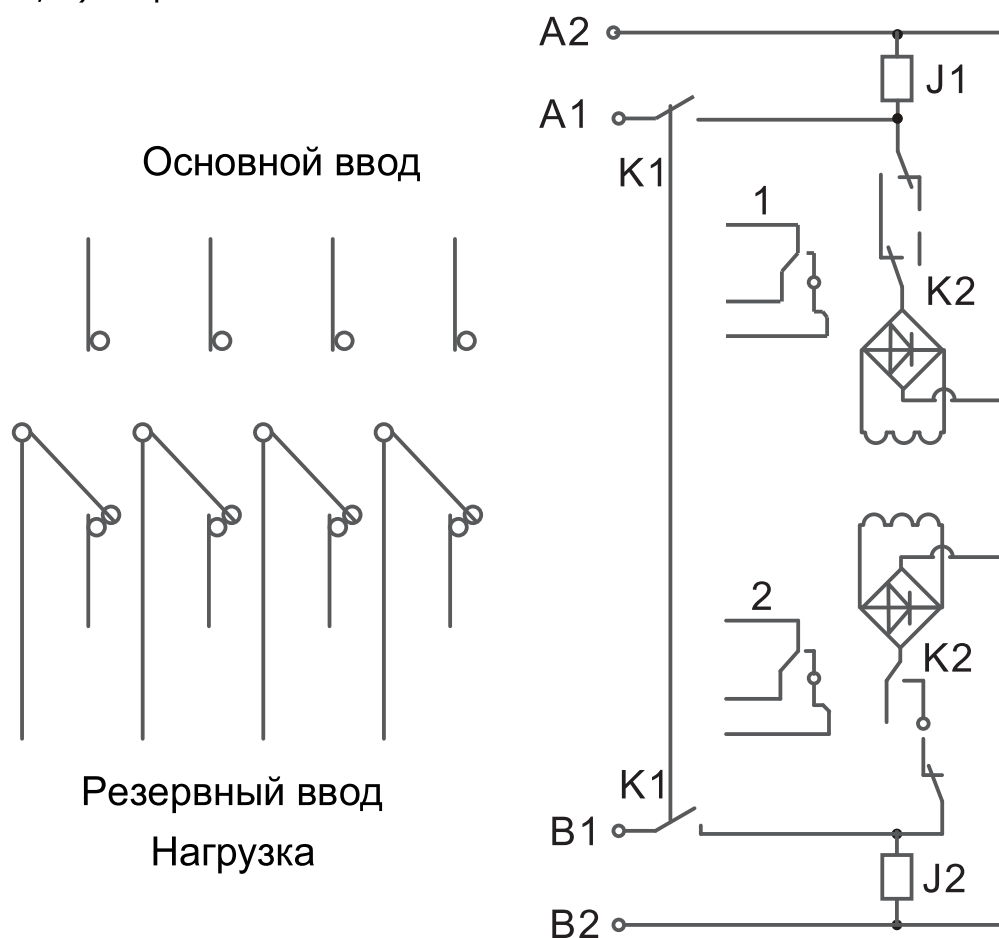 A2
J1
A1
Основной ввод
K1
1
K2
2
K2
K1
Резервный ввод
B1
Нагрузка
J2
B2